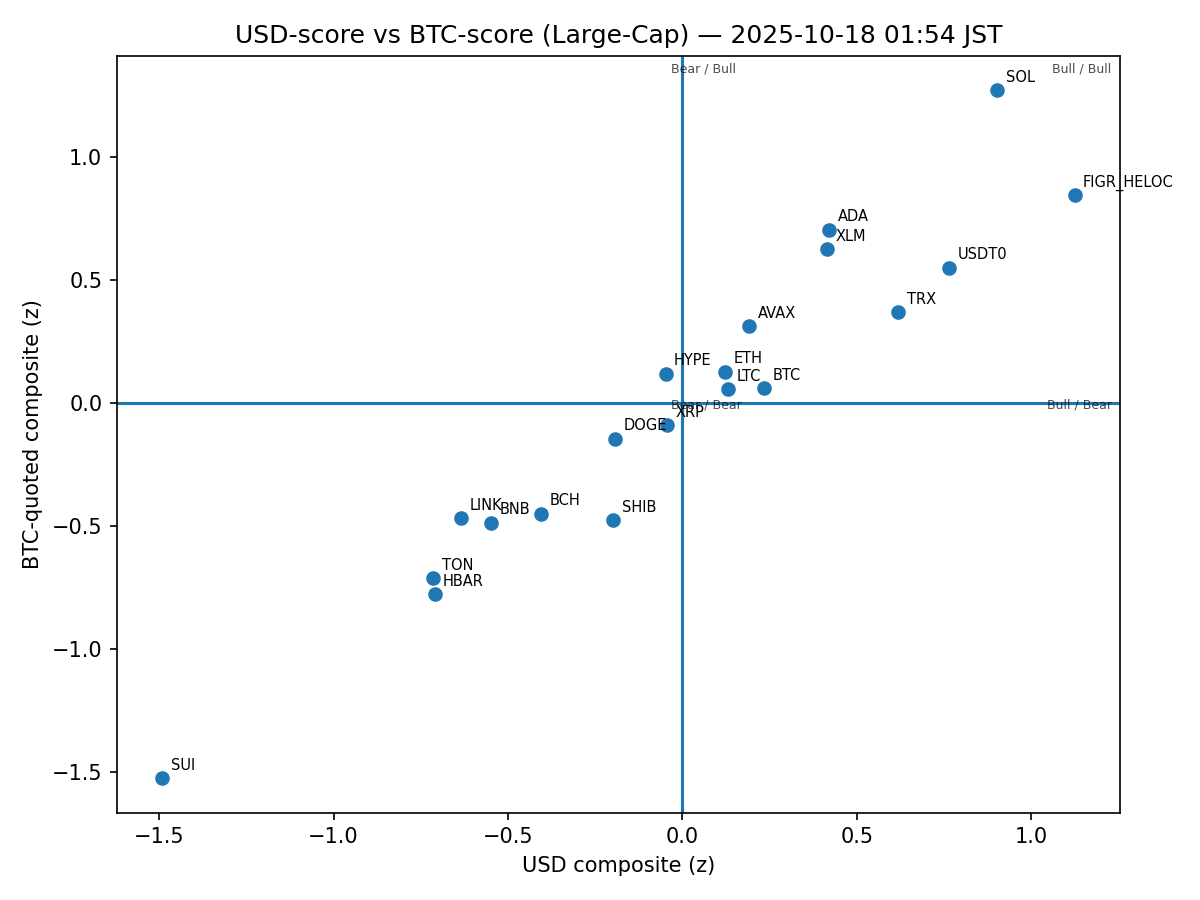 USD-score vs BTC-score (Large-Cap) — 2025-10-18 01:54 JST
Bear / Bull
Bull / Bull
SOL
FIGR_HELOC
ADA
XLM
USDT0
TRX
AVAX
HYPE
ETH
LTC
BTC
Bear / Bear
Bull / Bear
XRP
DOGE
LINK
BNB
BCH
SHIB
TON
HBAR
SUI
1.0
0.5
0.0
−0.5
−1.0
−1.5
BTC-quoted composite (z)
−1.5
−1.0
−0.5
0.0
0.5
1.0
USD composite (z)